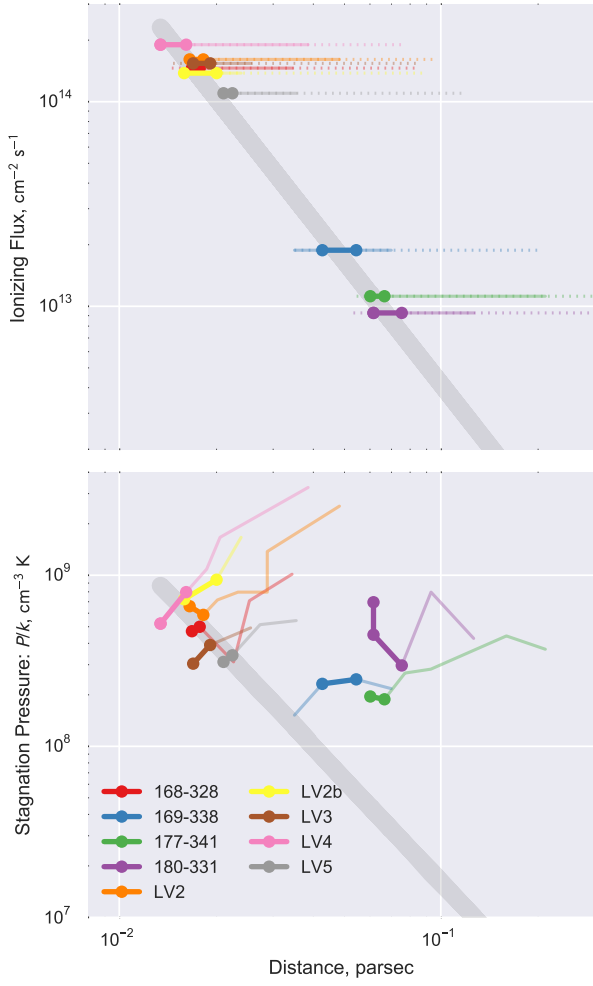 Ionizing Flux, cm⁻² s⁻¹
10¹⁴
10¹³
Stagnation Pressure: P/k, cm⁻³ K
10⁹
10⁸
10⁷
168-328
169-338
177-341
180-331
LV2
LV2b
LV3
LV4
LV5
10⁻²
10⁻¹
Distance, parsec